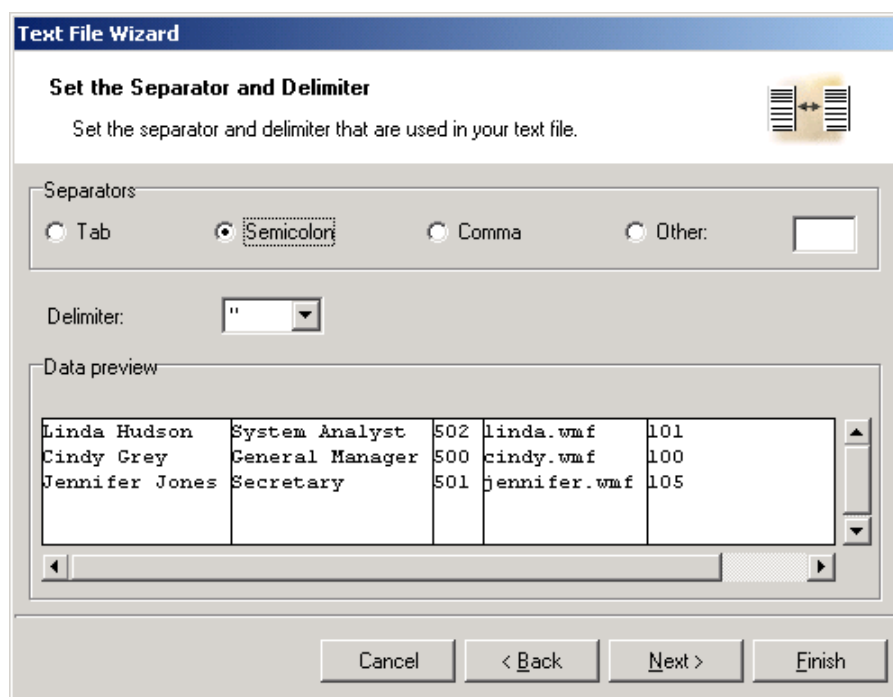 Text File Wizard
Set the Separator and Delimiter
Set the separator and delimiter that are used in your text file.
Separators
Tab Semicolon Comma Other:
Delimiter: "
Data preview
Linda Hudson System Analyst 502 linda.wmf 101
Cindy Grey General Manager 500 cindy.wmf 100
Jennifer Jones Secretary 501 jennifer.wmf 105
Cancel < Back Next > Finish